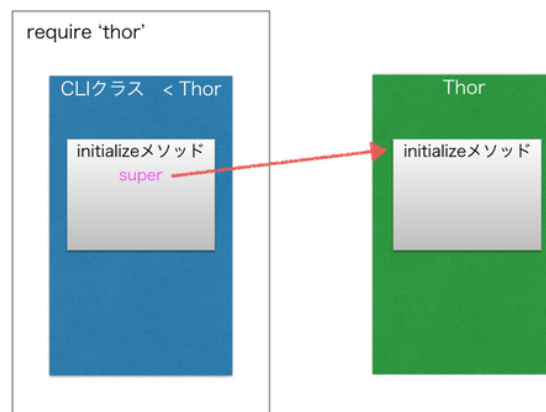 require ‘thor’
CLIクラス < Thor
initializeメソッド
super
Thor
initializeメソッド